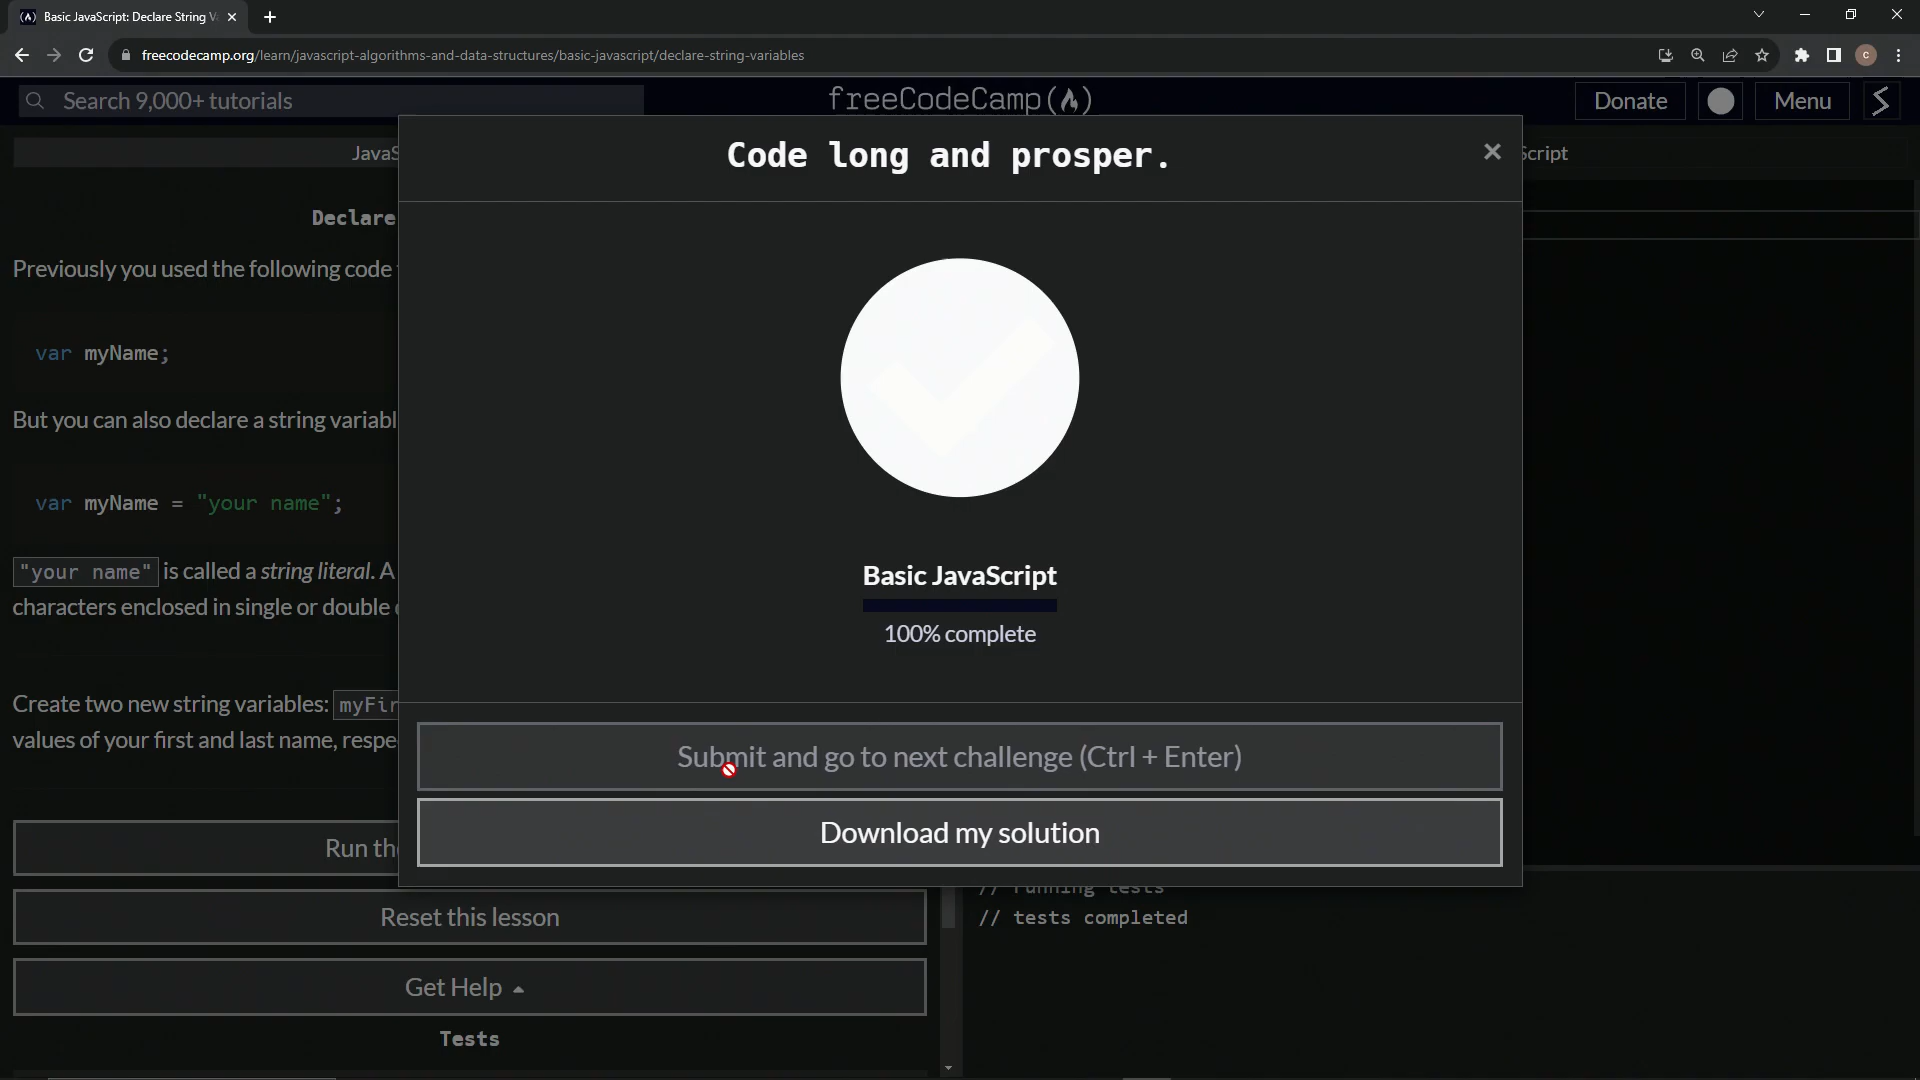 Basic JavaScript: Declare String V
freecodecamp.org/learn/javascript-algorithms-and-data-structures/basic-javascript/declare-string-variables
C
Search 9,000+ tutorials
freeCodeCamp
Donate
Menu
JavaS
Code long and prosper.
Script
Declare
Previously you used the following code
var myName;
But you can also declare a string variabl
var myName = "your name";
"your name" is called a string literal. A
characters enclosed in single or double
Basic JavaScript
100% complete
Create two new string variables: myFir
values of your first and last name, respe
Submit and go to next challenge (Ctrl + Enter)
Download my solution
Run the
// running tests
// tests completed
Reset this lesson
Get Help
Tests